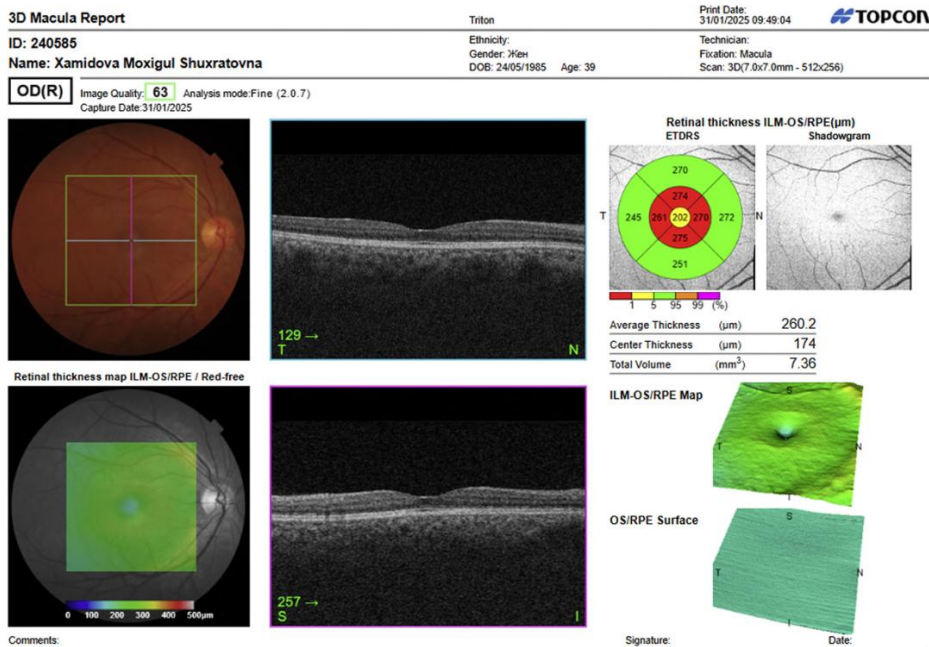 3D Macula Report
Triton
Print Date:
31/01/2025 09:49:04
TOPCON
ID: 240585
Name: Xamidova Moxigul Shuxratovna
Ethnicity:
Gender: Жен
DOB: 24/05/1985 Age: 39
Technician:
Fixation: Macula
Scan: 3D(7.0x7.0mm - 512x256)
OD(R)
Image Quality: 63 Analysis mode:Fine (2.0.7)
Capture Date:31/01/2025
129 →
T N
Retinal thickness ILM-OS/RPE(μm)
ETDRS Shadowgram
270
274
T 245 261 202 270 272 N
275
251
1 5 95 99 (%)
Average Thickness (μm) 260.2
Center Thickness (μm) 174
Total Volume (mm³) 7.36
Retinal thickness map ILM-OS/RPE / Red-free
0 100 200 300 400 500μm
257 →
S I
ILM-OS/RPE Map
S
T N
I
OS/RPE Surface
S
T N
I
Comments:
Signature: Date: